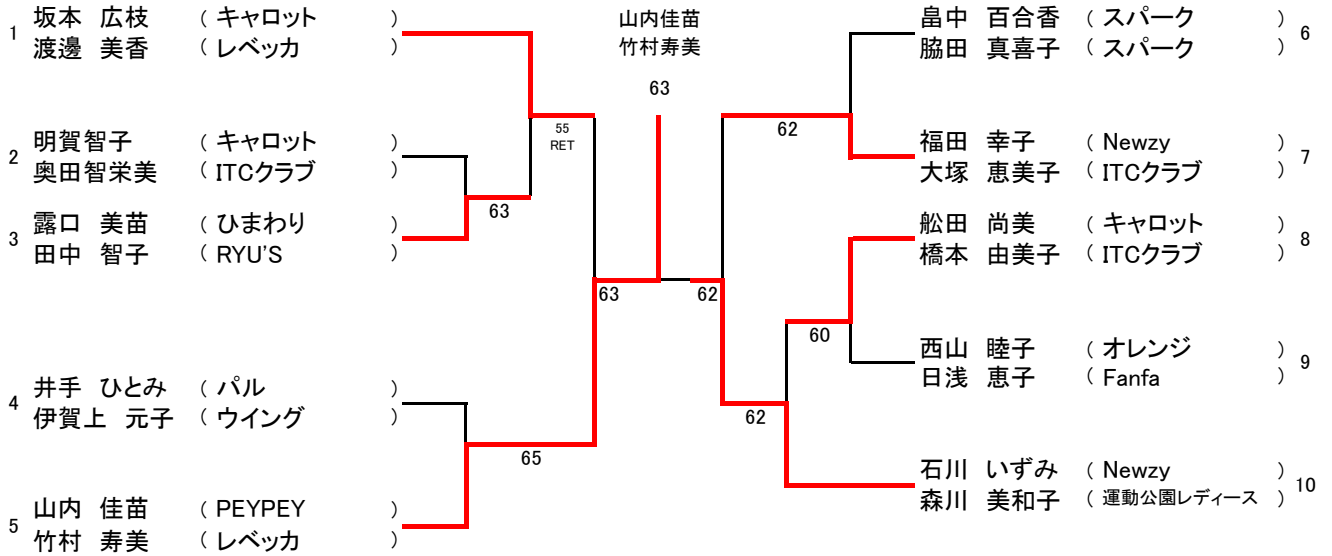 1 坂本 広枝 ( キャロット )
渡邊 美香 ( レベッカ )
2 明賀智子 ( キャロット )
奥田智栄美 ( ITCクラブ )
3 露口 美苗 ( ひまわり )
田中 智子 ( RYU'S )
4 井手 ひとみ ( パル )
伊賀上 元子 ( ウイング )
5 山内 佳苗 ( PEYPEY )
竹村 寿美 ( レベッカ )
55
RET
63
65
63
山内佳苗
竹村寿美
63
62
62
60
62
畠中 百合香 ( スパーク ) 6
脇田 真喜子 ( スパーク )
福田 幸子 ( Newzy ) 7
大塚 恵美子 ( ITCクラブ )
舩田 尚美 ( キャロット ) 8
橋本 由美子 ( ITCクラブ )
西山 睦子 ( オレンジ ) 9
日浅 恵子 ( Fanfa )
石川 いずみ ( Newzy ) 10
森川 美和子 ( 運動公園レディース )